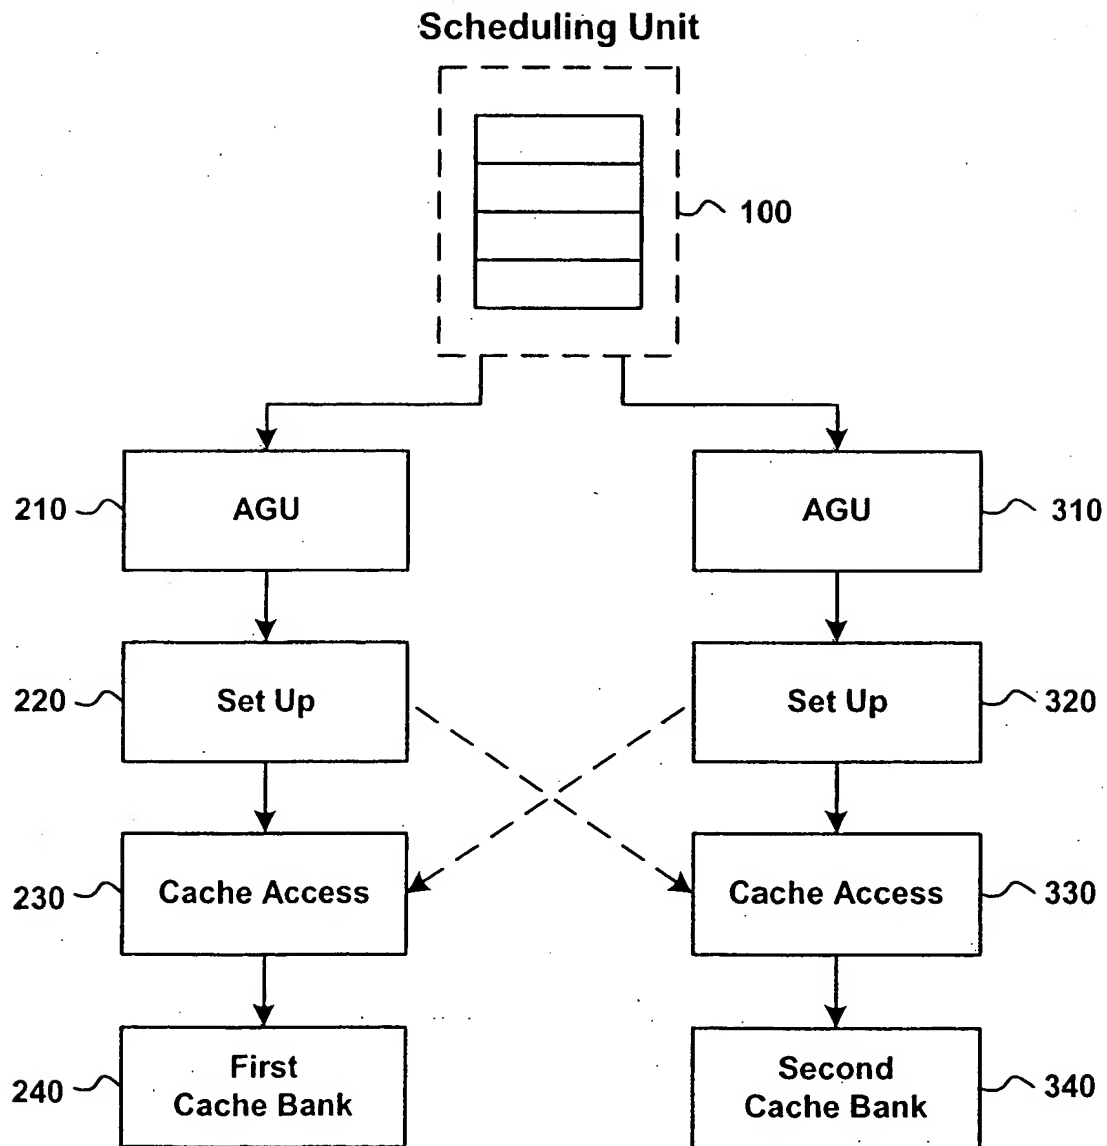 Scheduling Unit
100
210 AGU
AGU 310
220 Set Up
Set Up 320
230 Cache Access
Cache Access 330
240 First
Cache Bank
Second
Cache Bank 340